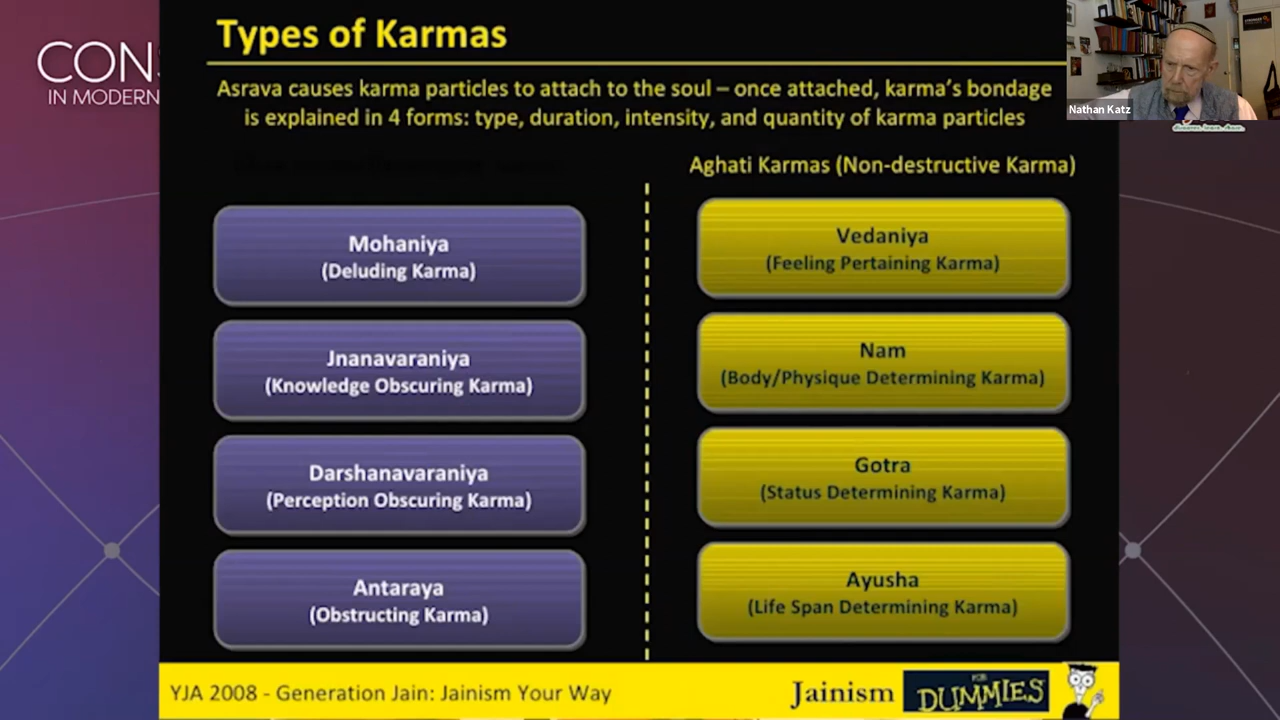 CONS
IN MODERN
Types of Karmas
Asrava causes karma particles to attach to the soul – once attached, karma's bondage
is explained in 4 forms: type, duration, intensity, and quantity of karma particles
Aghati Karmas (Non-destructive Karma)
Mohaniya
(Deluding Karma)
Jnanavaraniya
(Knowledge Obscuring Karma)
Darshanavaraniya
(Perception Obscuring Karma)
Antaraya
(Obstructing Karma)
Vedaniya
(Feeling Pertaining Karma)
Nam
(Body/Physique Determining Karma)
Gotra
(Status Determining Karma)
Ayusha
(Life Span Determining Karma)
YJA 2008 - Generation Jain: Jainism Your Way
Jainism FOR DUMMIES
Nathan Katz